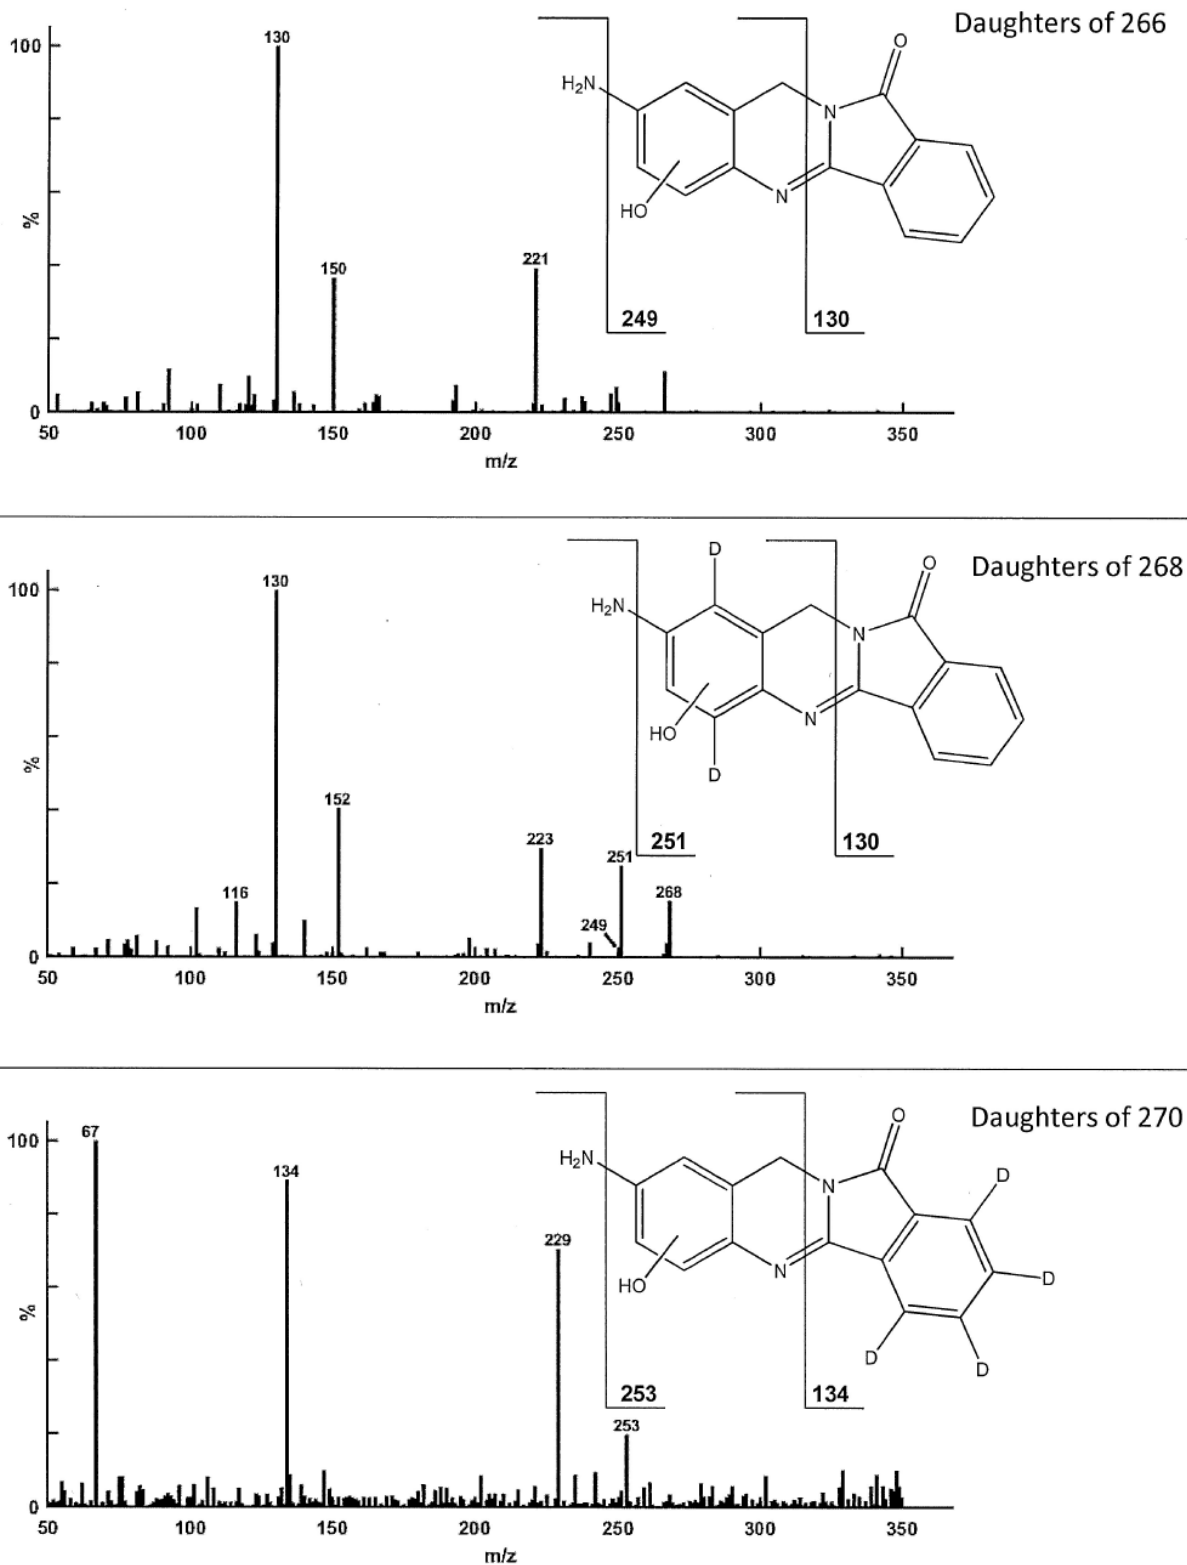 Daughters of 266
100
130
150
221
%
0
50 100 150 200 250 300 350
m/z
H₂N
N
O
N
HO
249
130
Daughters of 268
100
130
152
116
223
251
249
268
%
0
50 100 150 200 250 300 350
m/z
D
H₂N
N
O
N
HO
D
251
130
Daughters of 270
100
67
134
229
253
%
0
50 100 150 200 250 300 350
m/z
H₂N
N
O
D
N
D
HO
D
D
253
134